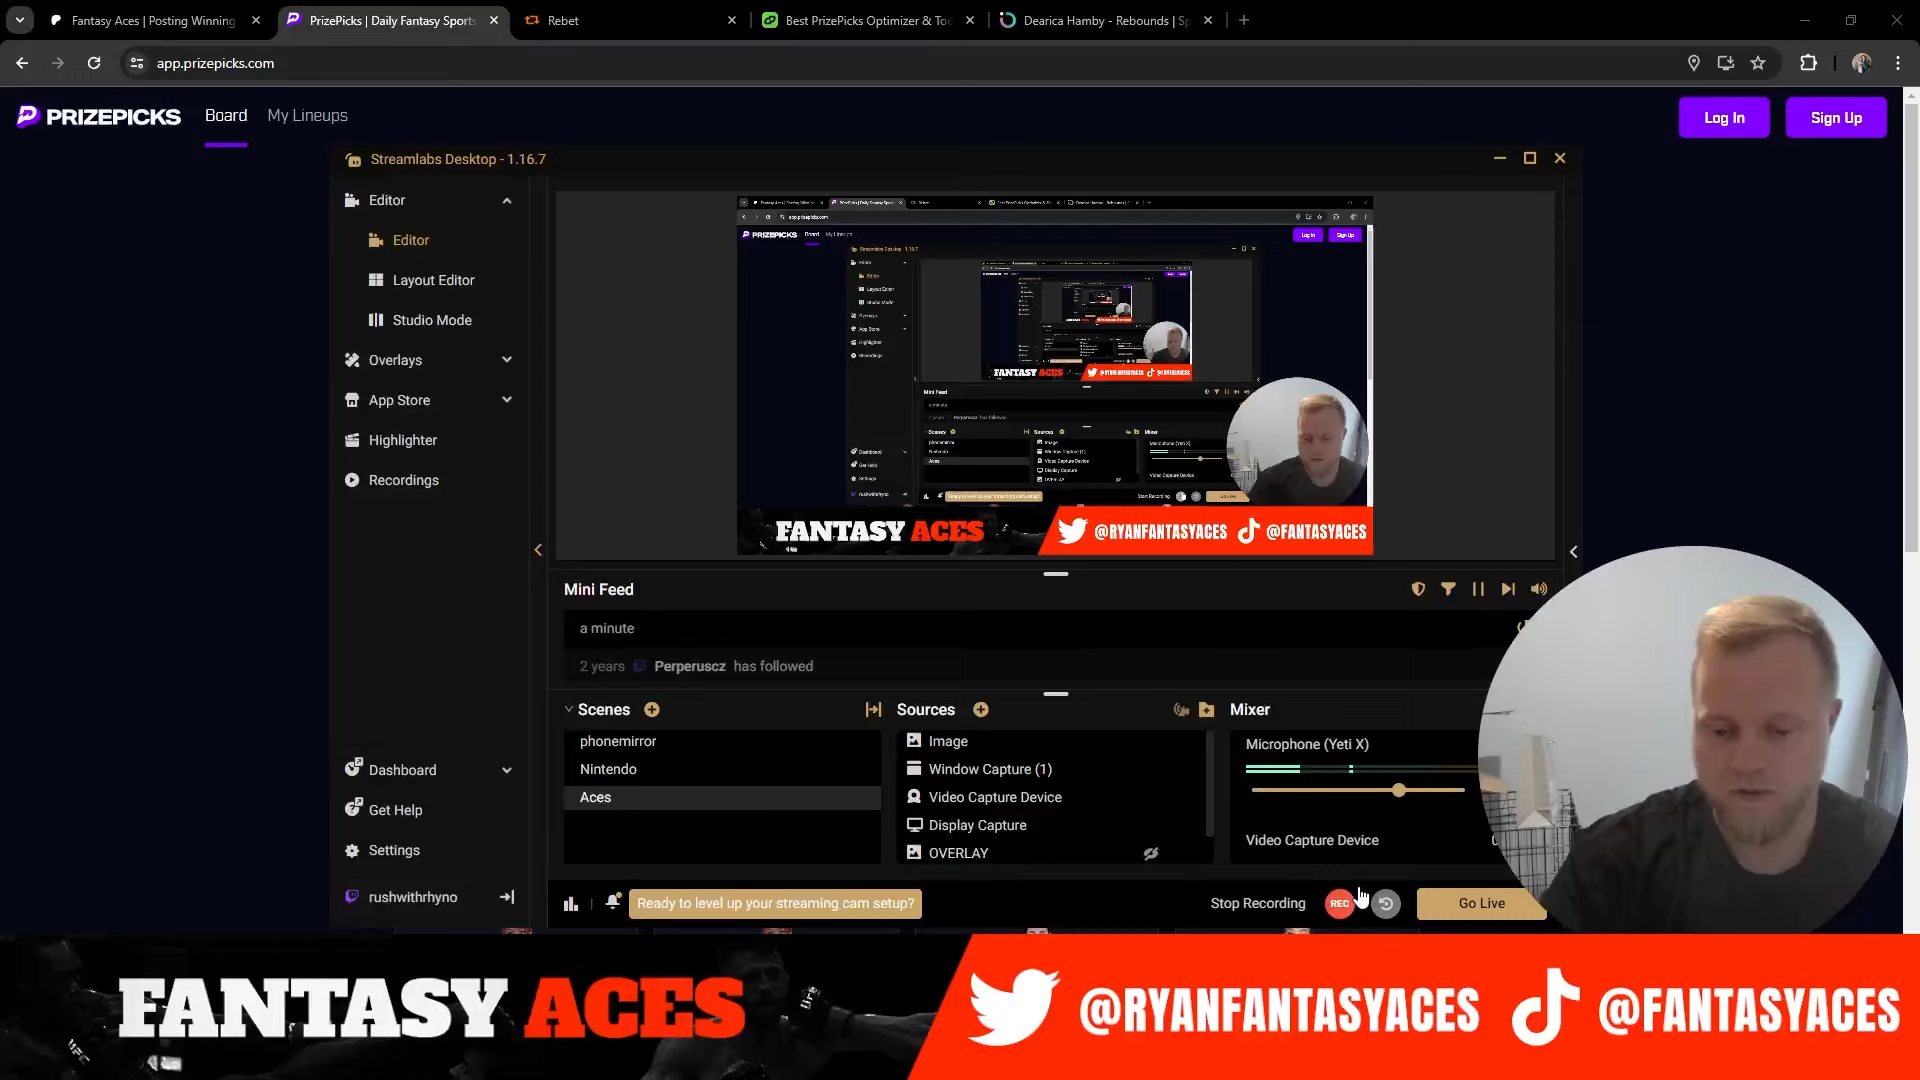 Fantasy Aces | Posting Winning
PrizePicks | Daily Fantasy Sports
Rebet
Best PrizePicks Optimizer & Too
Dearica Hamby - Rebounds | Sp
app.prizepicks.com
PRIZEPICKS
Board
My Lineups
Log In
Sign Up
Streamlabs Desktop - 1.16.7
Editor
Editor
Layout Editor
Studio Mode
Overlays
App Store
Highlighter
Recordings
Dashboard
Get Help
Settings
rushwithrhyno
FANTASY ACES
@RYANFANTASYACES
@FANTASYACES
Mini Feed
a minute
2 years Perperuscz has followed
Scenes
phonemirror
Nintendo
Aces
Sources
Image
Window Capture (1)
Video Capture Device
Display Capture
OVERLAY
Mixer
Microphone (Yeti X)
Video Capture Device
Ready to level up your streaming cam setup?
Stop Recording
REC
Go Live
FANTASY ACES
@RYANFANTASYACES
@FANTASYACES